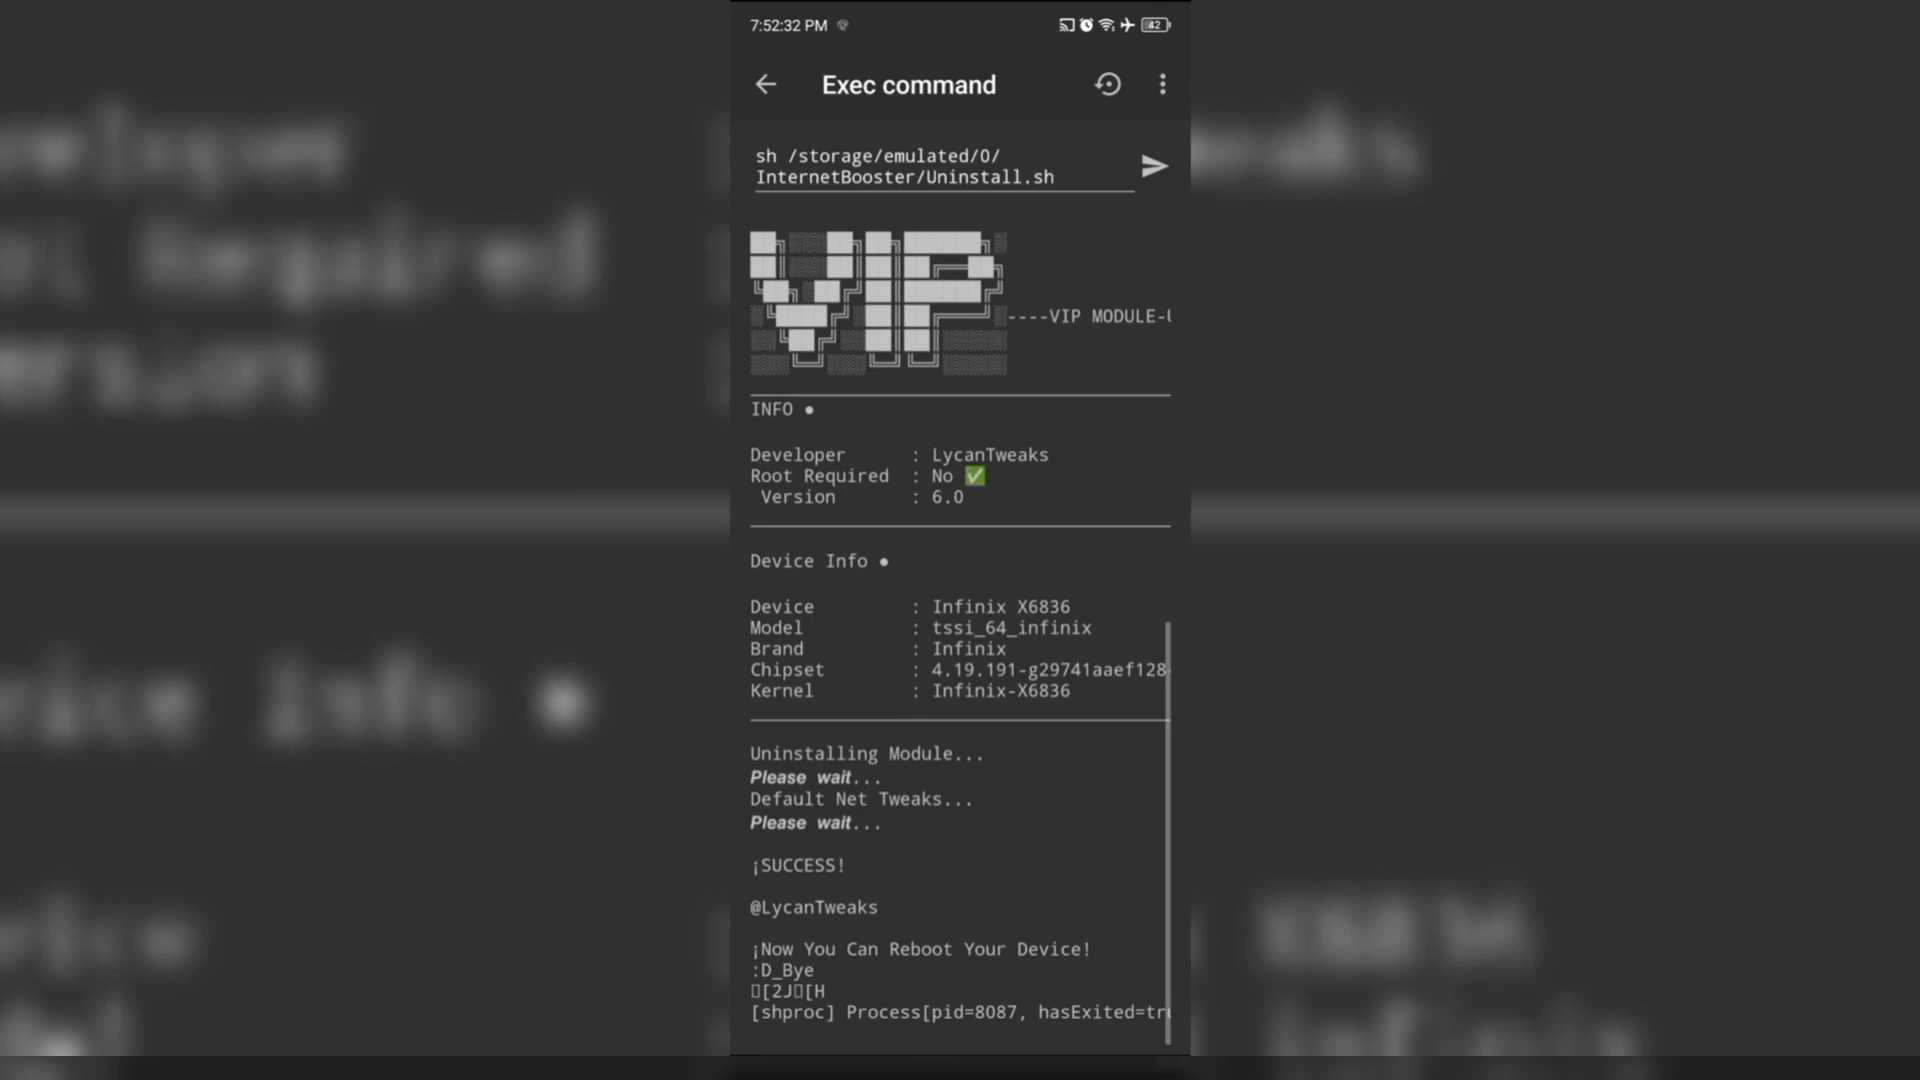 7:52:32 PM
42
Exec command
sh /storage/emulated/0/
InternetBooster/Uninstall.sh
VIP
----VIP MODULE-U
INFO ●
Developer : LycanTweaks
Root Required : No ✅
Version : 6.0
Device Info ●
Device : Infinix X6836
Model : tssi_64_infinix
Brand : Infinix
Chipset : 4.19.191-g29741aaef128
Kernel : Infinix-X6836
Uninstalling Module...
Please wait...
Default Net Tweaks...
Please wait...
¡SUCCESS!
@LycanTweaks
¡Now You Can Reboot Your Device!
:D_Bye
▯[2J▯[H
[shproc] Process[pid=8087, hasExited=tru